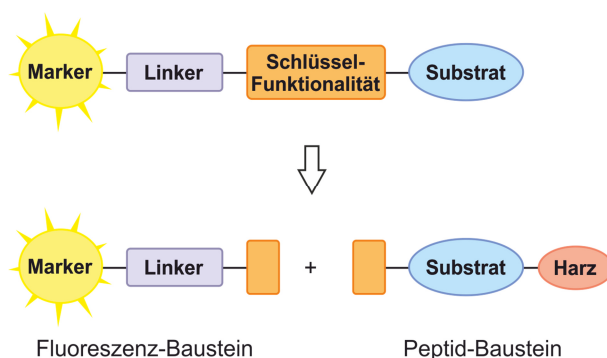 Marker
Linker
Schlüssel-
Funktionalität
Substrat
Marker
Linker
+
Substrat
Harz
Fluoreszenz-Baustein
Peptid-Baustein